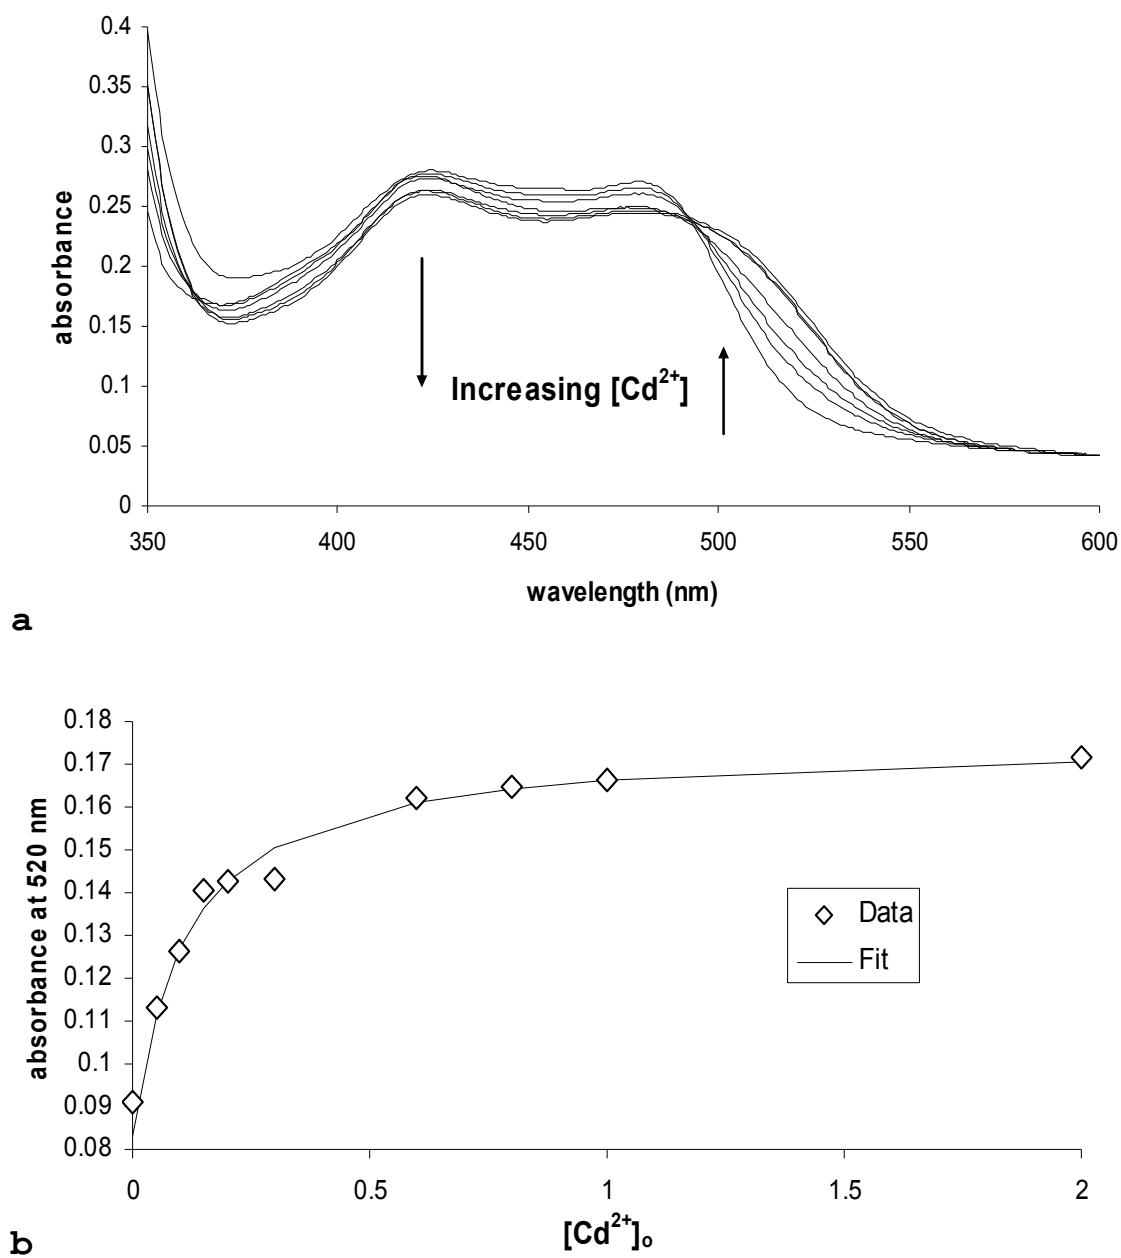 0.4
0.35
0.3
0.25
0.2
0.15
0.1
0.05
0
absorbance
Increasing [Cd²⁺]
350 400 450 500 550 600
wavelength (nm)
a
0.18
0.17
0.16
0.15
0.14
0.13
0.12
0.11
0.1
0.09
0.08
absorbance at 520 nm
Data
Fit
0 0.5 1 1.5 2
[Cd²⁺]ₒ
b